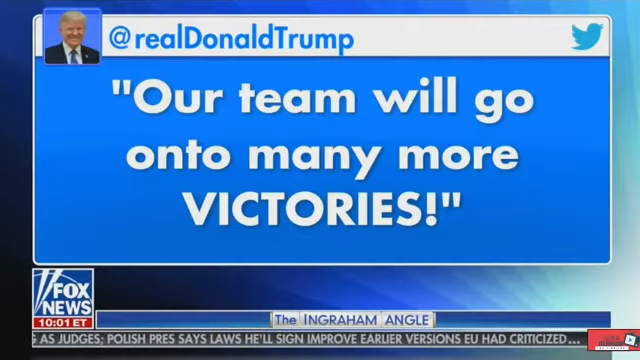 @realDonaldTrump
"Our team will go
onto many more
VICTORIES!"
FOX
NEWS
10:01 ET
The INGRAHAM ANGLE
G AS JUDGES; POLISH PRES SAYS LAWS HE'LL SIGN IMPROVE EARLIER VERSIONS EU HAD CRITICIZED...